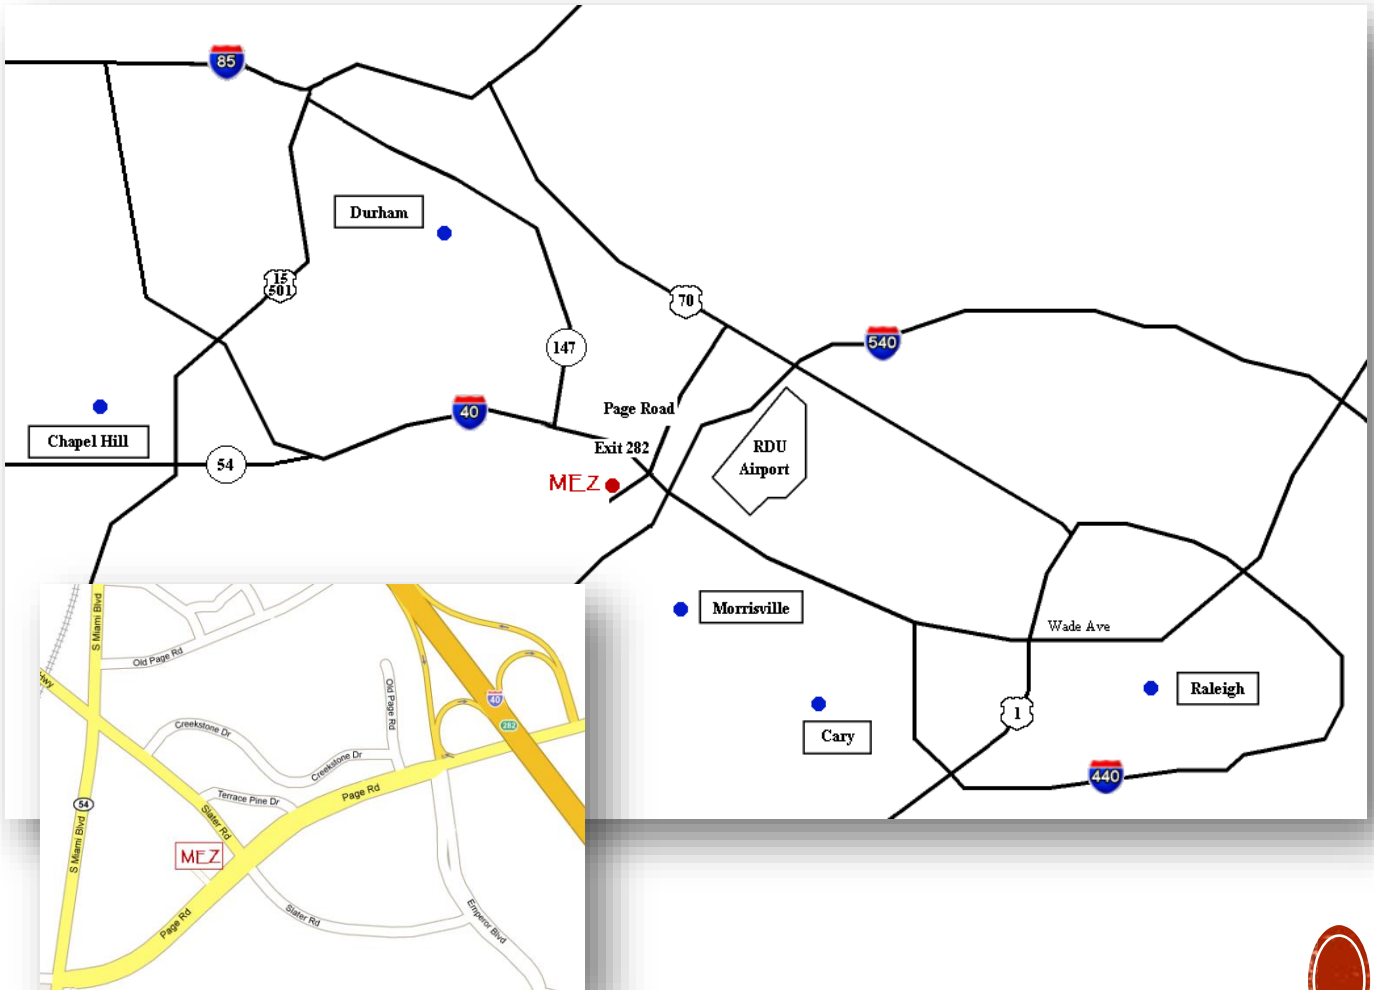 85
Durham
15
501
70
147
540
40
Page Road
Chapel Hill
Exit 282
RDU
Airport
54
MEZ
Morrisville
Wade Ave
Raleigh
1
Cary
440
S Miami Blvd
Old Page Rd
Hwy
Old Page Rd
40
282
Creekstone Dr
Creekstone Dr
Page Rd
Terrace Pine Dr
54
Slater Rd
S Miami Blvd
MEZ
Page Rd
Slater Rd
Emperor Blvd